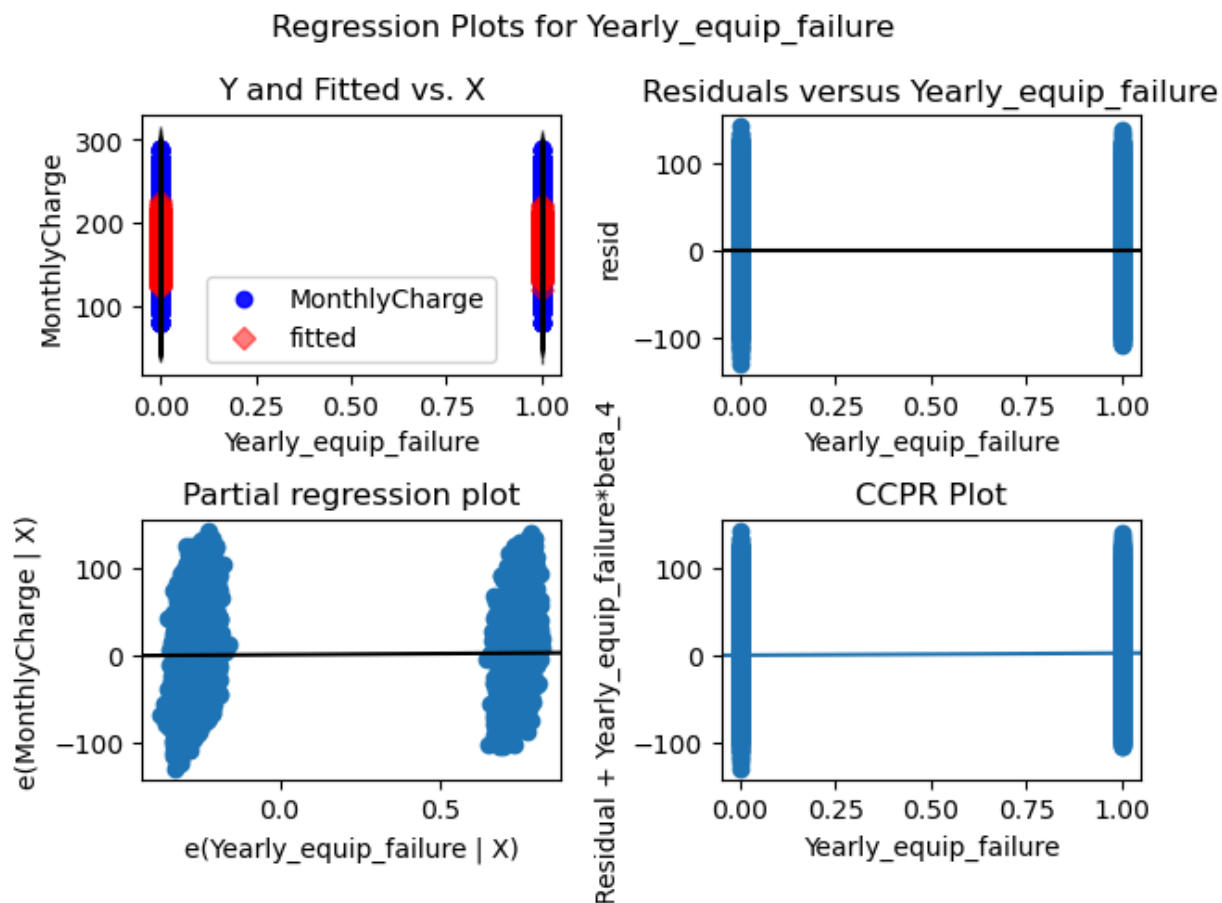 Regression Plots for Yearly_equip_failure
Y and Fitted vs. X
MonthlyCharge
300
200
100
MonthlyCharge
fitted
0.00 0.25 0.50 0.75 1.00
Yearly_equip_failure
Residuals versus Yearly_equip_failure
resid
100
0
−100
0.00 0.25 0.50 0.75 1.00
Yearly_equip_failure
Partial regression plot
e(MonthlyCharge | X)
100
0
−100
0.0 0.5
e(Yearly_equip_failure | X)
CCPR Plot
Residual + Yearly_equip_failure*beta_4
100
0
−100
0.00 0.25 0.50 0.75 1.00
Yearly_equip_failure